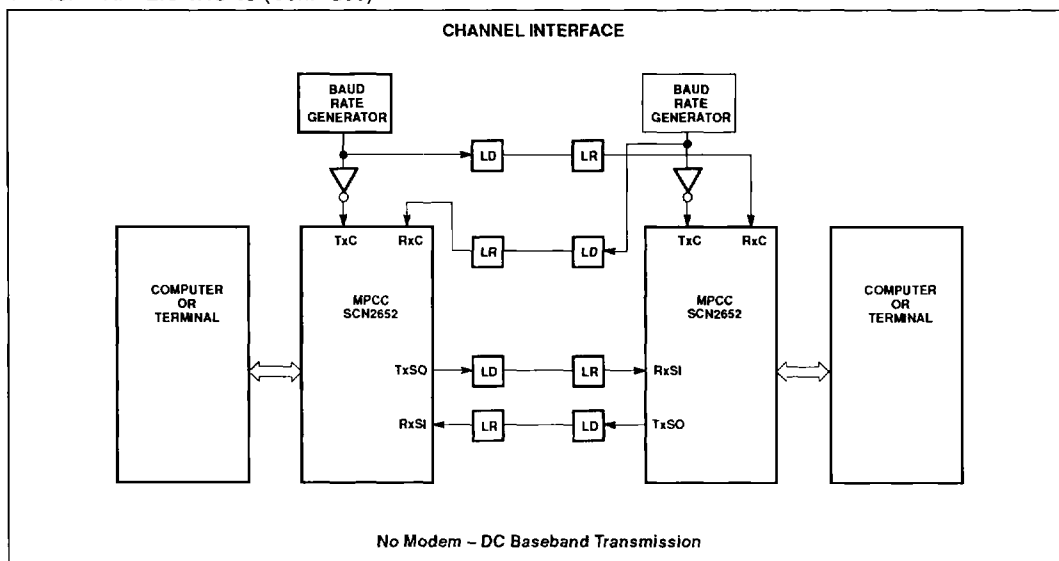 CHANNEL INTERFACE
BAUD
RATE
GENERATOR
BAUD
RATE
GENERATOR
LD
LR
TxC
RxC
LR
LD
TxC
RxC
COMPUTER
OR
TERMINAL
MPCC
SCN2652
MPCC
SCN2652
COMPUTER
OR
TERMINAL
TxSO
LD
LR
RxSI
RxSI
LR
LD
TxSO
No Modem – DC Baseband Transmission